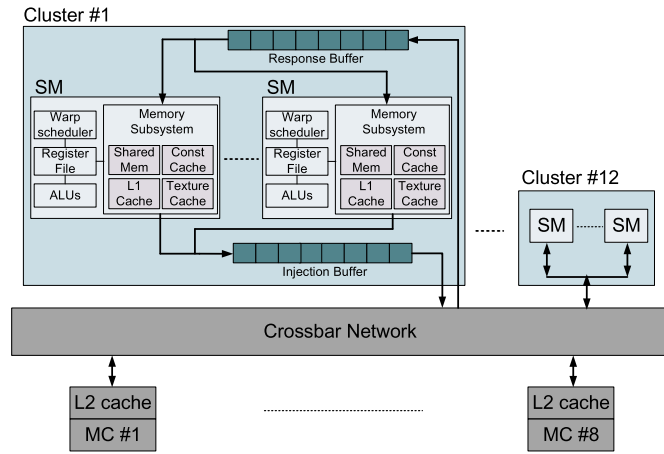 Cluster #1
Response Buffer
SM
Warp
scheduler
Register
File
ALUs
Memory
Subsystem
Shared
Mem
Const
Cache
L1
Cache
Texture
Cache
SM
Warp
scheduler
Register
File
ALUs
Memory
Subsystem
Shared
Mem
Const
Cache
L1
Cache
Texture
Cache
Injection Buffer
Cluster #12
SM
SM
Crossbar Network
L2 cache
MC #1
L2 cache
MC #8